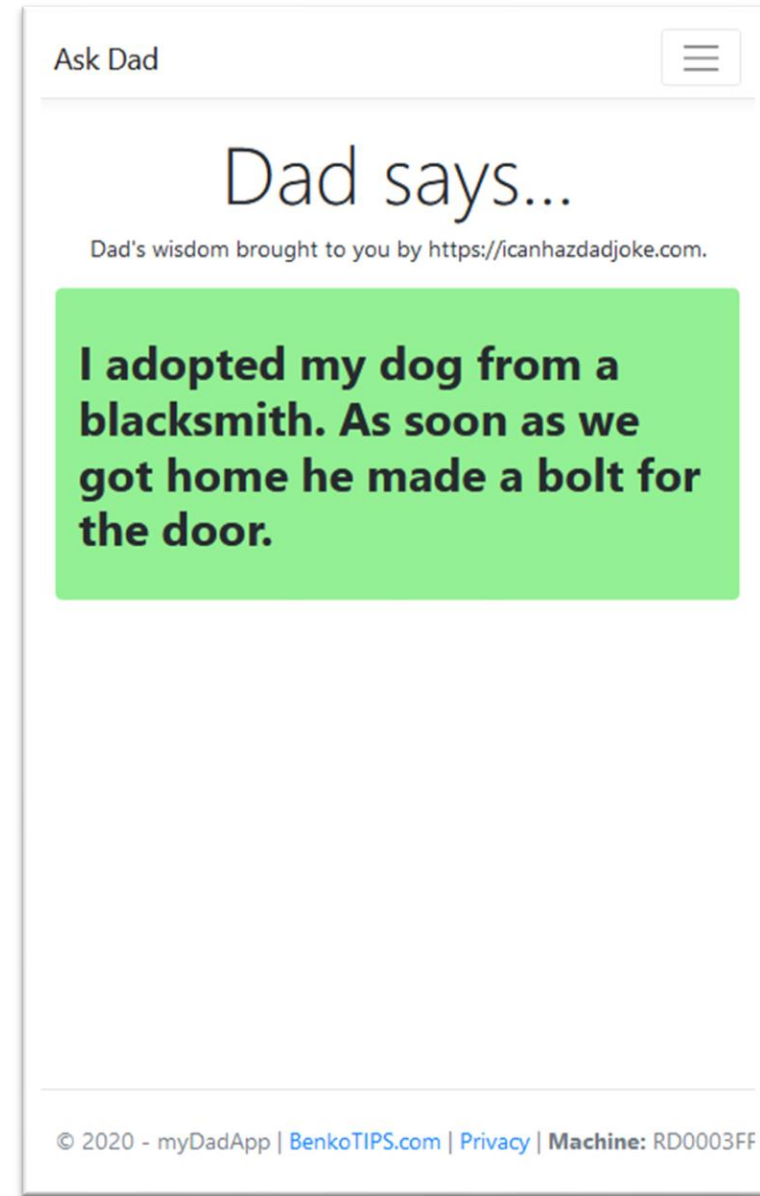 Ask Dad
Dad says...
Dad's wisdom brought to you by https://icanhazdadjoke.com.
I adopted my dog from a
blacksmith. As soon as we
got home he made a bolt for
the door.
© 2020 - myDadApp | BenkoTIPS.com | Privacy | Machine: RD0003FF